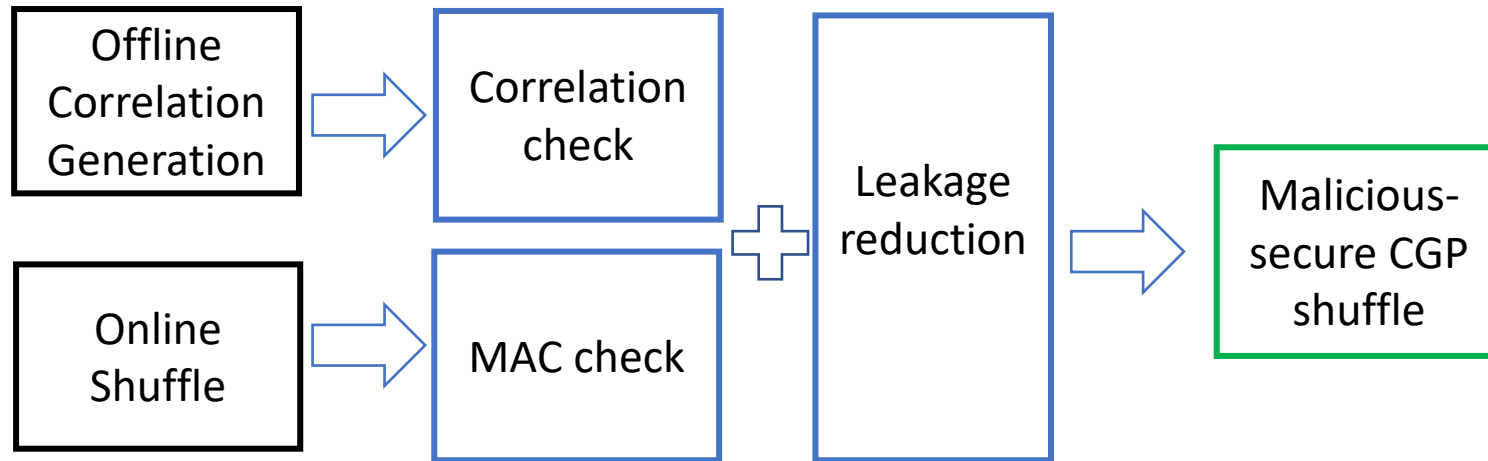 Offline
Correlation
Generation
Correlation
check
Online
Shuffle
MAC check
Leakage
reduction
Malicious-
secure CGP
shuffle